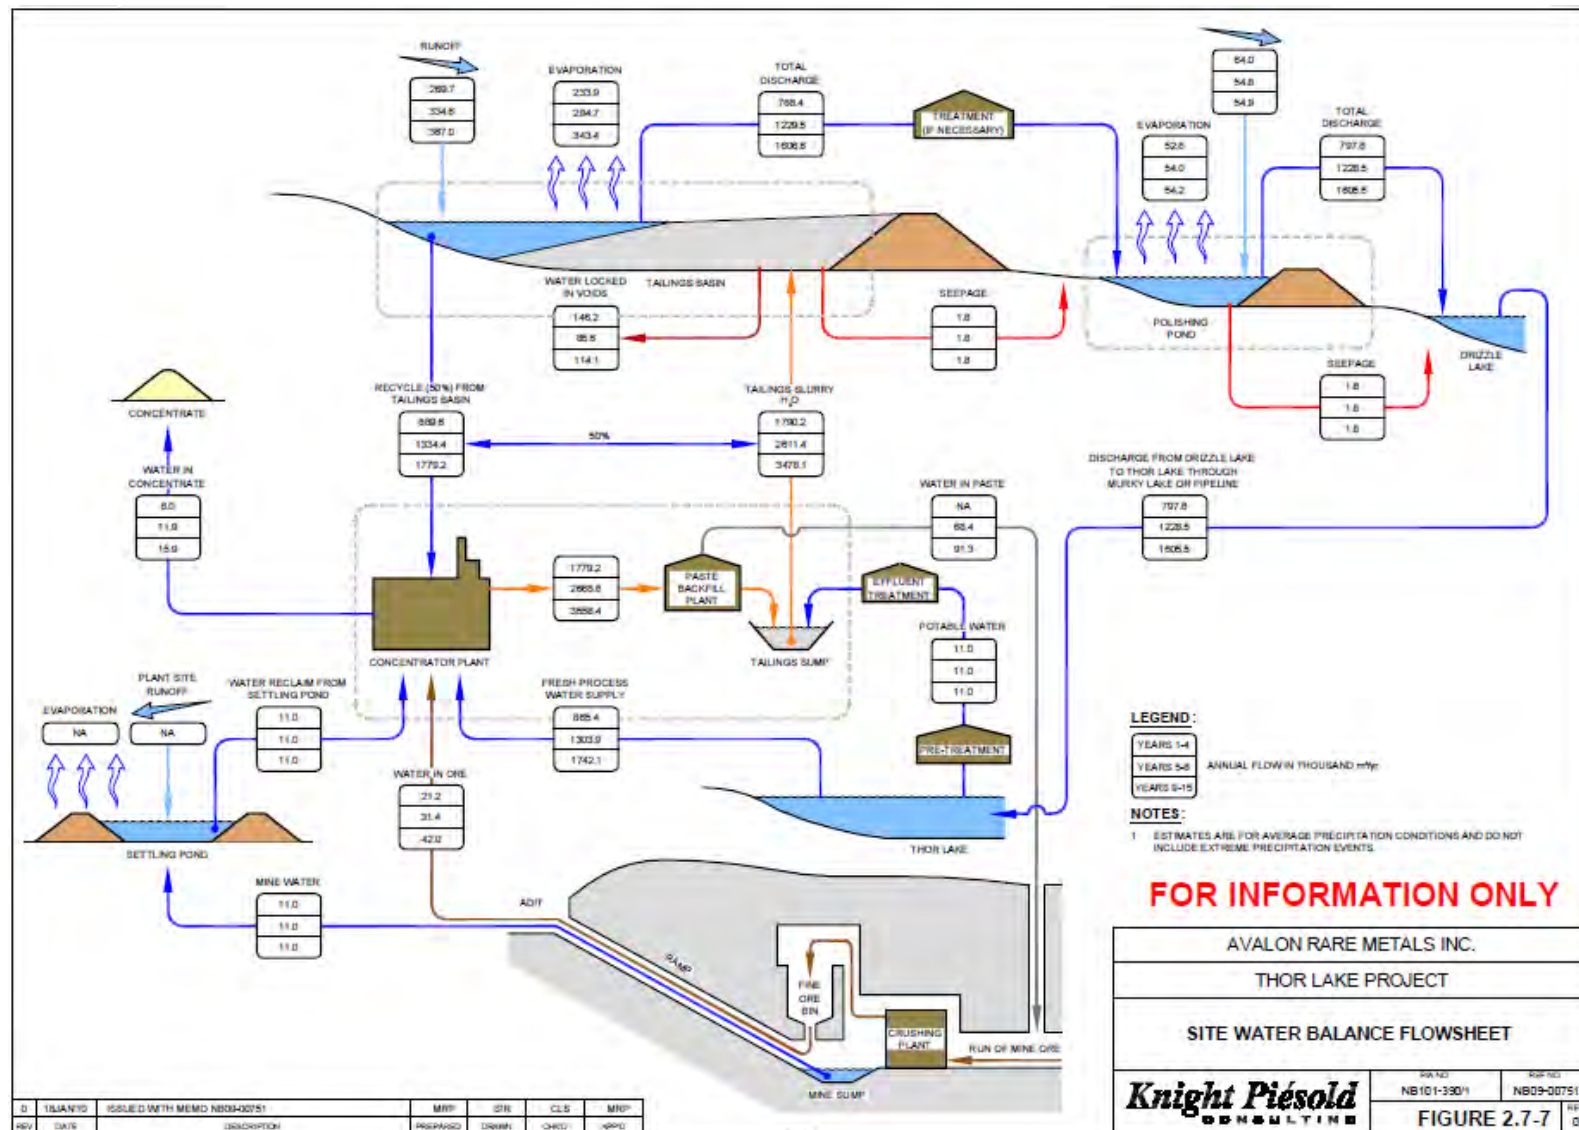 RUNOFF
269.7
334.6
387.0
EVAPORATION
233.9
284.7
343.4
TOTAL
DISCHARGE
768.4
1229.5
1606.6
TREATMENT
(IF NECESSARY)
EVAPORATION
52.6
54.0
54.2
54.8
54.9
TOTAL
DISCHARGE
797.8
1228.5
1605.5
WATER LOCKED
IN VOIDS
146.2
114.1
TAILINGS BASIN
SEEPAGE
1.8
1.8
1.8
POLISHING
POND
SEEPAGE
1.8
1.8
1.8
DRIZZLE
LAKE
CONCENTRATE
RECYCLE (50%) FROM
TAILINGS BASIN
889.6
1334.4
1779.2
50%
TAILINGS SLURRY
H2O
1790.2
2611.4
3478.1
WATER IN
CONCENTRATE
8.0
11.9
15.9
WATER IN PASTE
NA
68.4
91.3
DISCHARGE FROM DRIZZLE LAKE
TO THOR LAKE THROUGH
MURKY LAKE OR PIPELINE
797.8
1228.5
1605.5
CONCENTRATOR PLANT
1779.2
2668.8
3558.4
PASTE
BACKFILL
PLANT
TAILINGS SUMP
EFFLUENT
TREATMENT
POTABLE WATER
11.0
11.0
11.0
PRE-TREATMENT
PLANT SITE
RUNOFF
NA
EVAPORATION
NA
WATER RECLAIM FROM
SETTLING POND
11.0
11.0
11.0
FRESH PROCESS
WATER SUPPLY
865.4
1303.9
1742.1
WATER IN ORE
21.2
31.4
42.0
SETTLING POND
THOR LAKE
MINE WATER
11.0
11.0
11.0
ADIT
RAMP
FINE
ORE
BIN
CRUSHING
PLANT
RUN OF MINE ORE
MINE SUMP
LEGEND:
YEARS 1-4
YEARS 5-8
YEARS 9-15
ANNUAL FLOW IN THOUSAND m³/yr
NOTES:
1 ESTIMATES ARE FOR AVERAGE PRECIPITATION CONDITIONS AND DO NOT
INCLUDE EXTREME PRECIPITATION EVENTS.
FOR INFORMATION ONLY
AVALON RARE METALS INC.
THOR LAKE PROJECT
SITE WATER BALANCE FLOWSHEET
Knight Piésold
CONSULTING
P/A NO
NB101-390/1
REF NO
NB09-00751
FIGURE 2.7-7
REV
0
0 18JAN'10 ISSUED WITH MEMO NB09-00751 MRP STR CLS MRP
REV DATE DESCRIPTION PREPARED DRAWN CHK'D APP'D